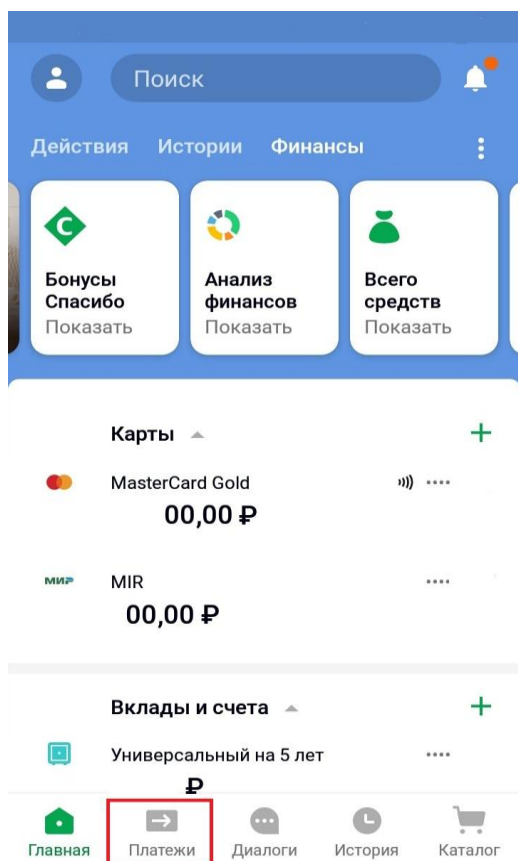 Поиск
Действия Истории Финансы
Бонусы Спасибо Показать
Анализ финансов Показать
Всего средств Показать
Карты
MasterCard Gold ••••
00,00 ₽
МИР MIR ••••
00,00 ₽
Вклады и счета
Универсальный на 5 лет ••••
₽
Главная Платежи Диалоги История Каталог